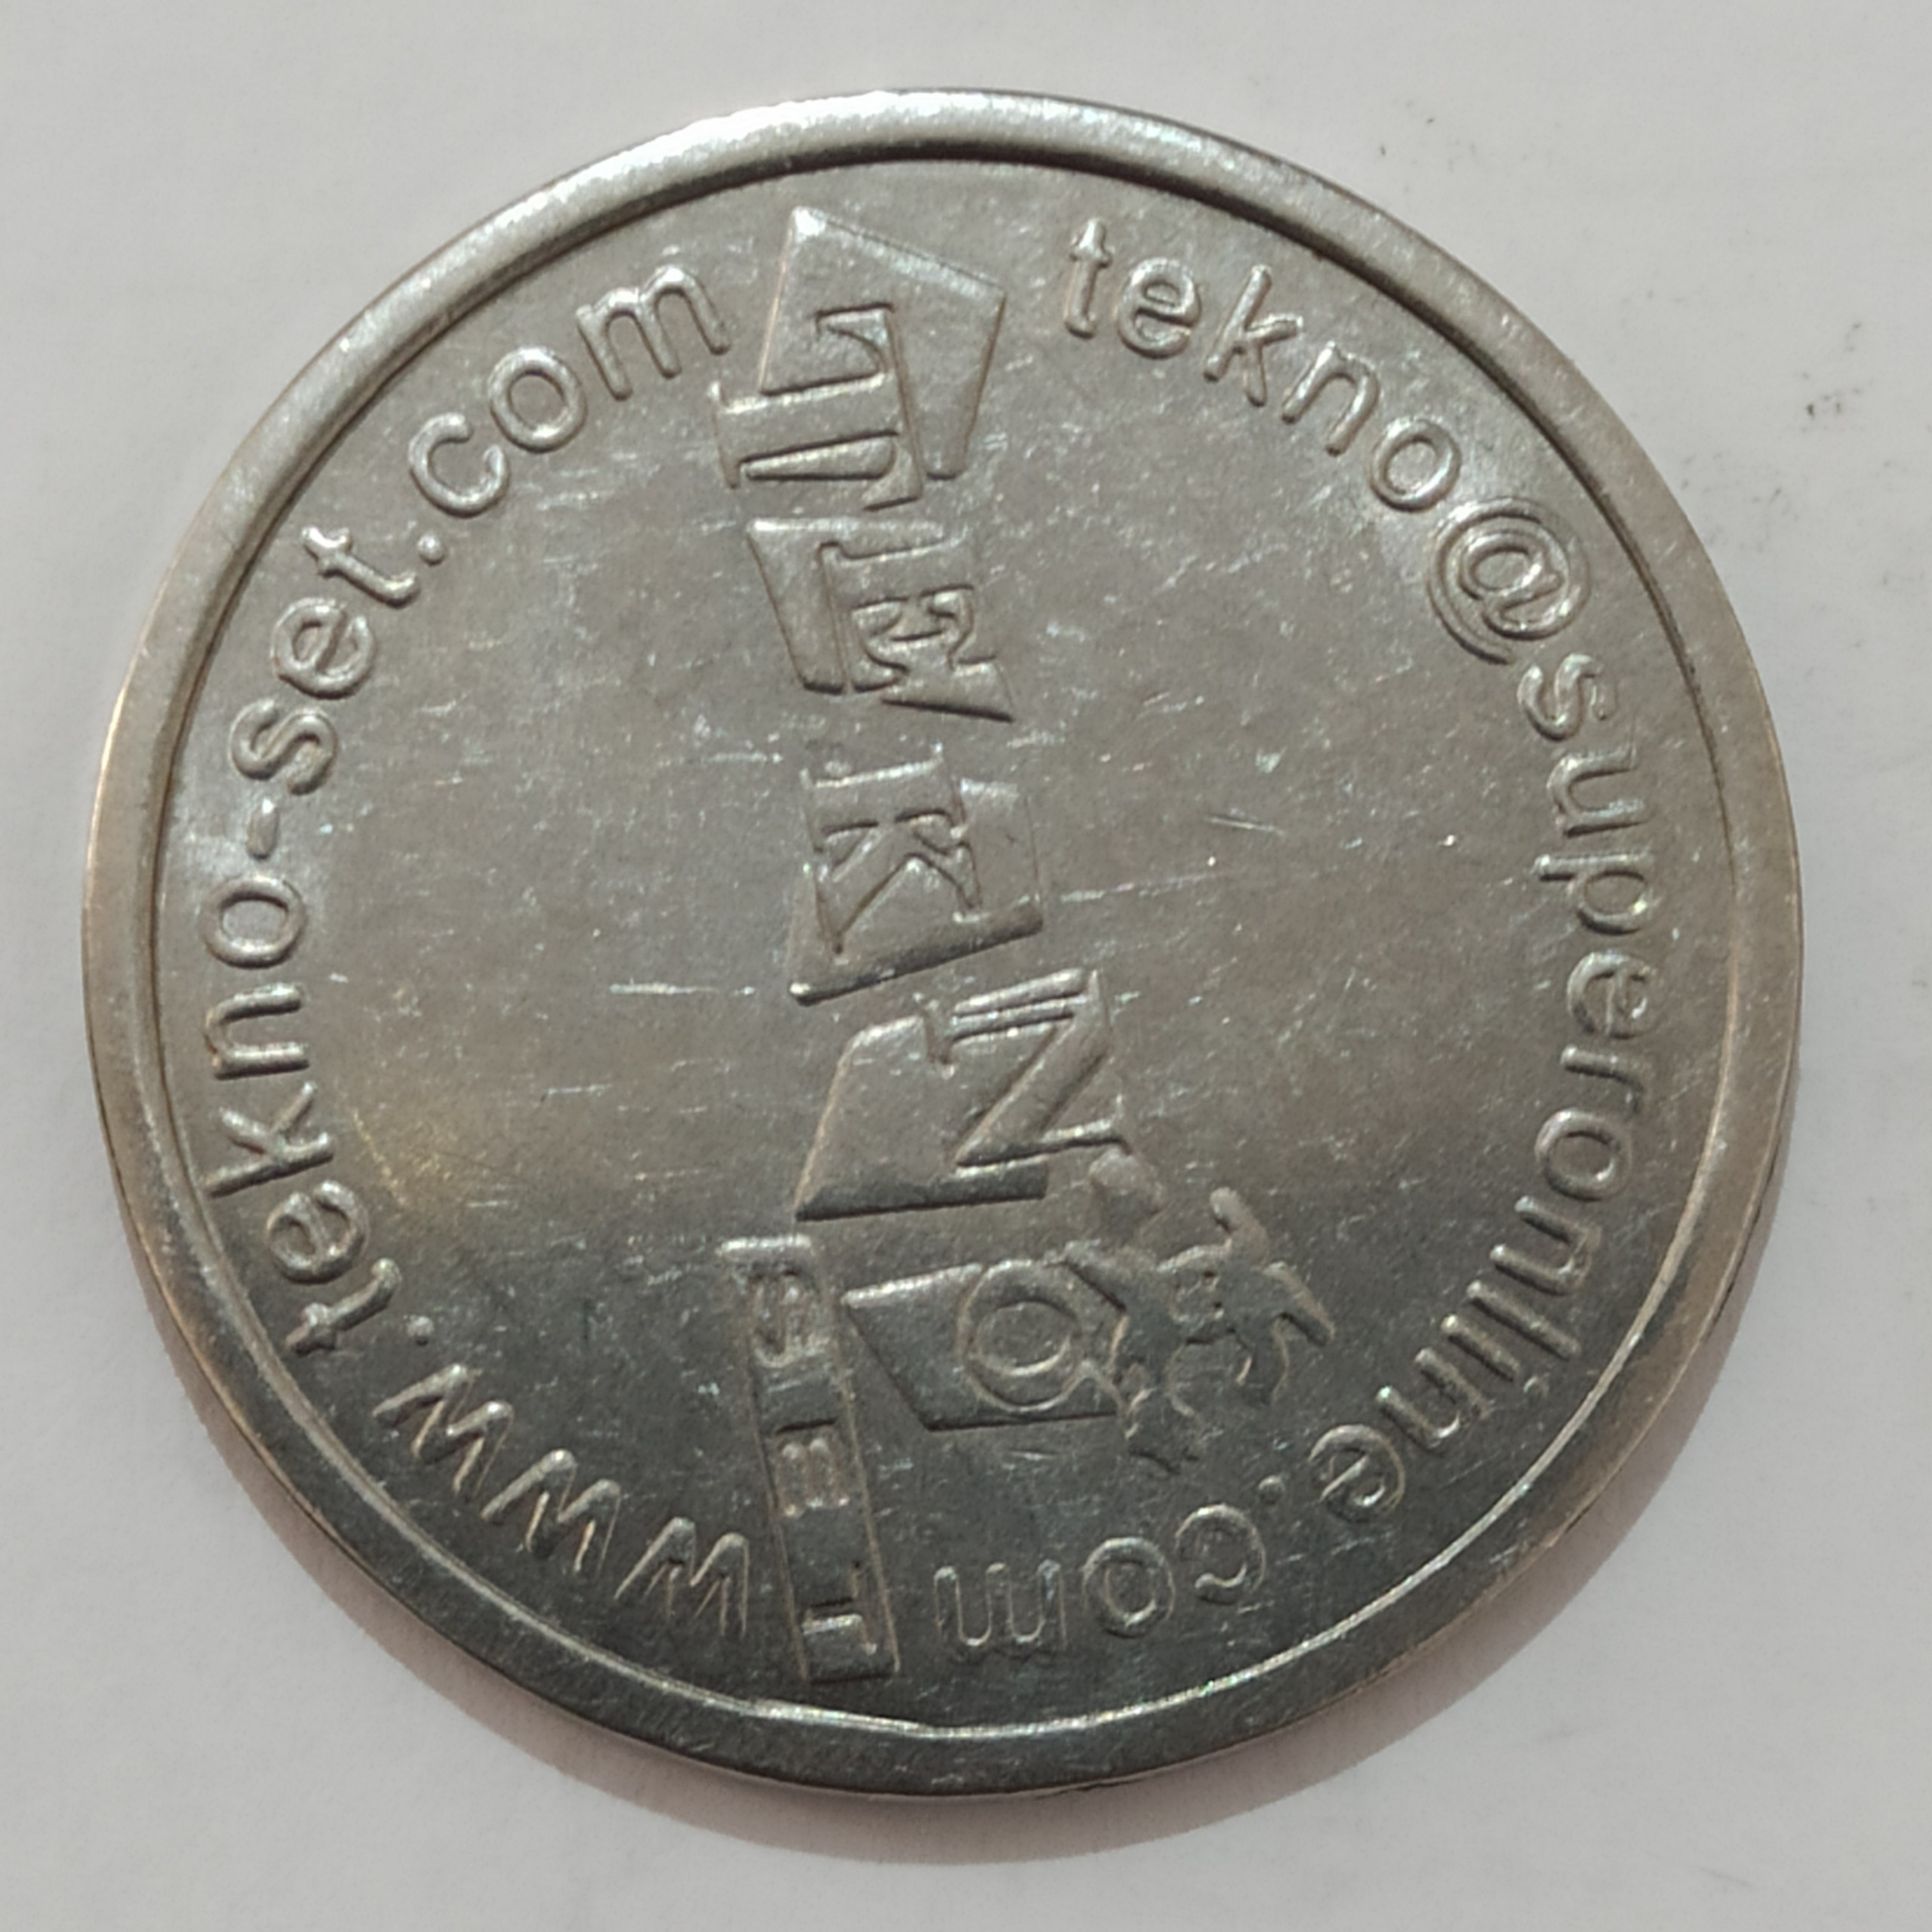 TEKNO
SET
www.tekno-set.com
tekno@superonline.com